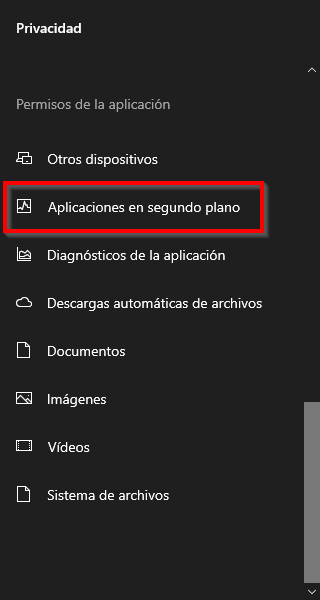 Privacidad
Permisos de la aplicación
Otros dispositivos
Aplicaciones en segundo plano
Diagnósticos de la aplicación
Descargas automáticas de archivos
Documentos
Imágenes
Vídeos
Sistema de archivos